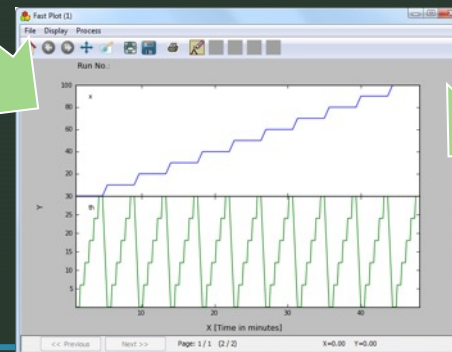 Fast Plot (1)
File Display Process
Run No.:
x
100
80
60
40
20
30
th
25
20
15
10
5
Y
10 20 30 40
X [Time in minutes]
<< Previous Next >> Page: 1/1 (2/2) X=0.00 Y=0.00